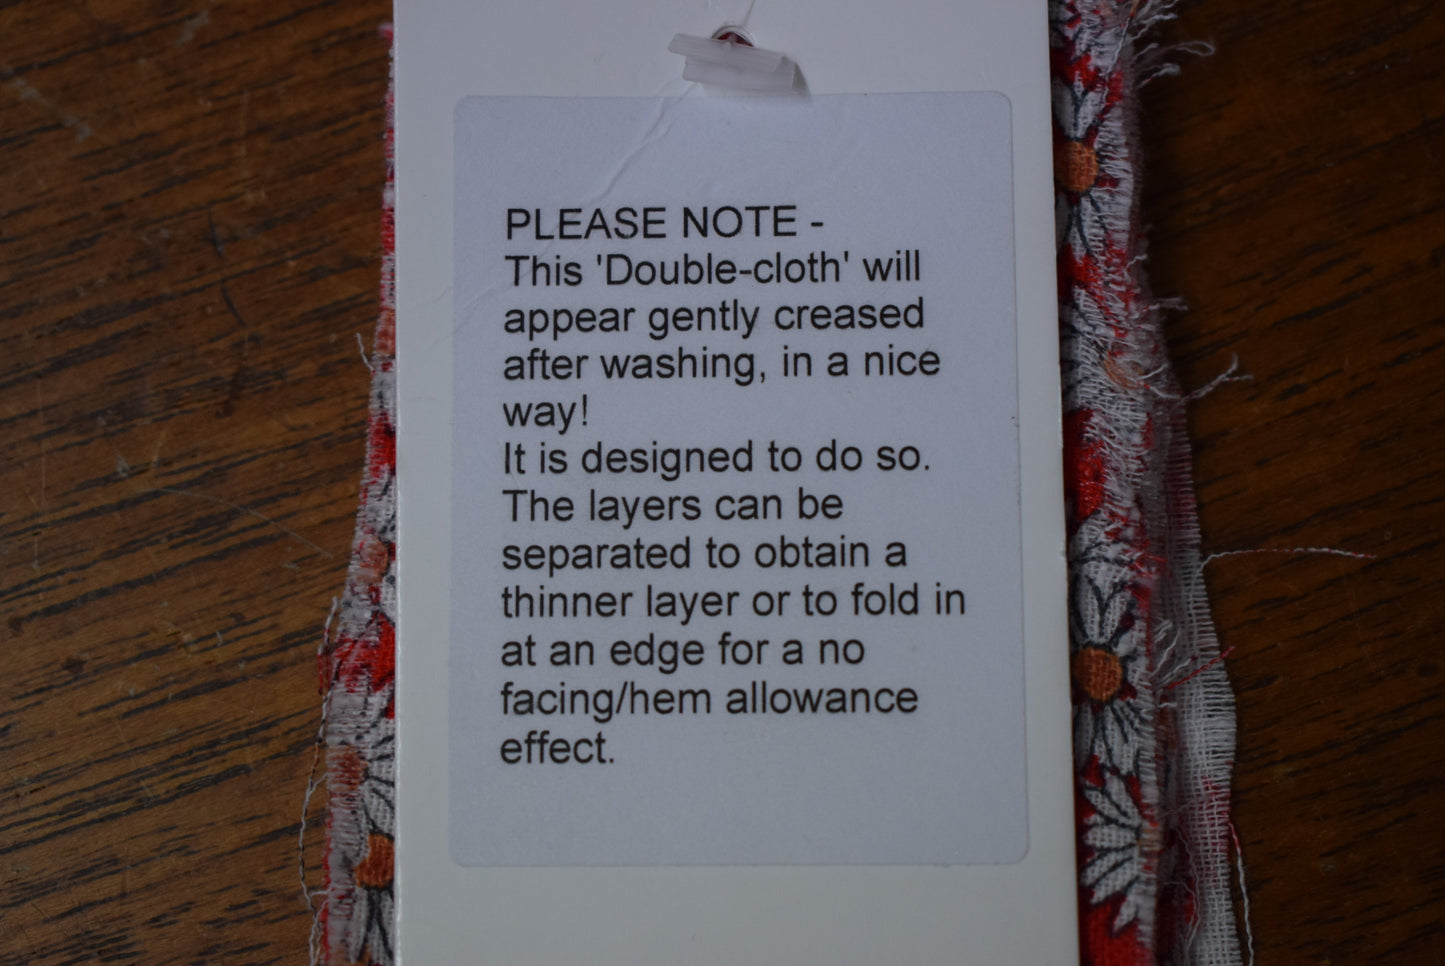 PLEASE NOTE -
This 'Double-cloth' will
appear gently creased
after washing, in a nice
way!
It is designed to do so.
The layers can be
separated to obtain a
thinner layer or to fold in
at an edge for a no
facing/hem allowance
effect.